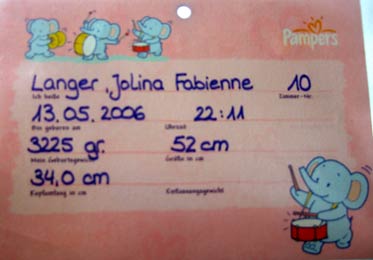 Pampers
Langer, Jolina Fabienne 10
Ich heiße Zimmer-Nr.
13.05.2006 22:11
Bin geboren am Uhrzeit
3225 gr. 52 cm
Mein Geburtsgewicht Größe in cm
34,0 cm
Kopfumfang in cm Entlassungsgewicht